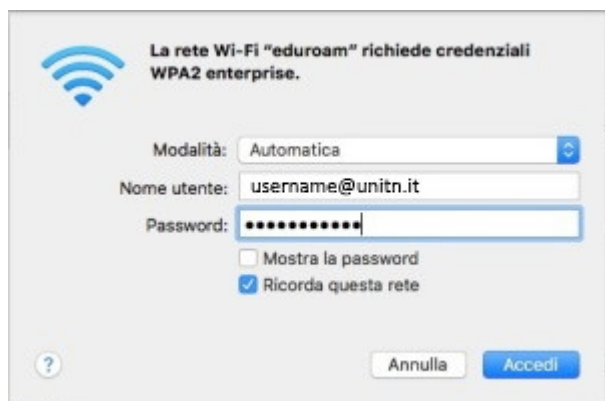 La rete Wi-Fi “eduroam” richiede credenziali
WPA2 enterprise.
Modalità: Automatica
Nome utente: username@unitn.it
Password: •••••••••••
Mostra la password
Ricorda questa rete
? Annulla Accedi